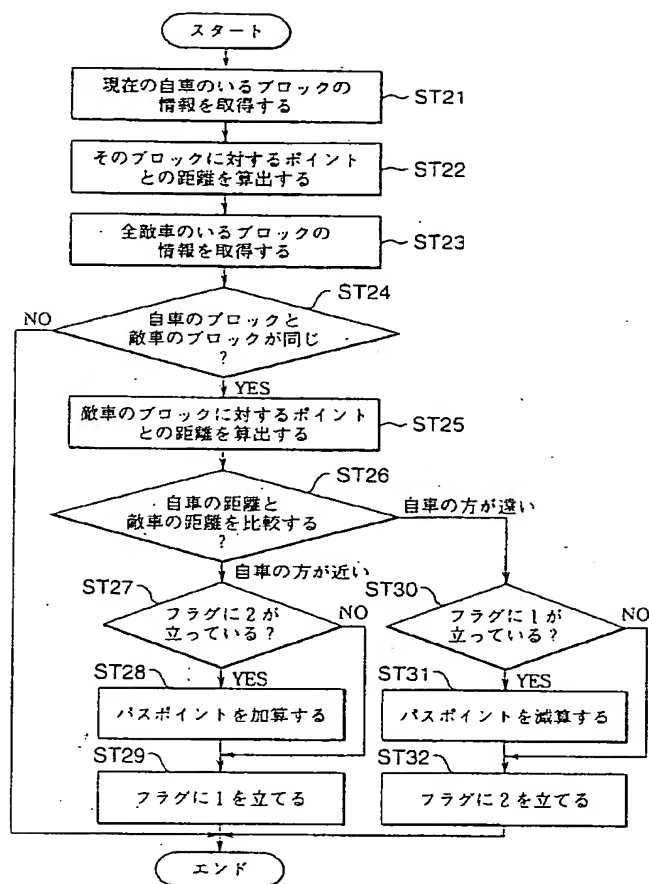 スタート
現在の自車のいるブロックの
情報を取得する
ST21
そのブロックに対するポイント
との距離を算出する
ST22
全敵車のいるブロックの
情報を取得する
ST23
ST24
NO
自車のブロックと
敵車のブロックが同じ
?
YES
敵車のブロックに対するポイント
との距離を算出する
ST25
ST26
自車の距離と
敵車の距離を比較する
?
自車の方が遠い
自車の方が近い
ST27
フラグに2が
立っている?
NO
ST30
フラグに1が
立っている?
NO
ST28
YES
パスポイントを加算する
ST31
YES
パスポイントを減算する
ST29
フラグに1を立てる
ST32
フラグに2を立てる
エンド